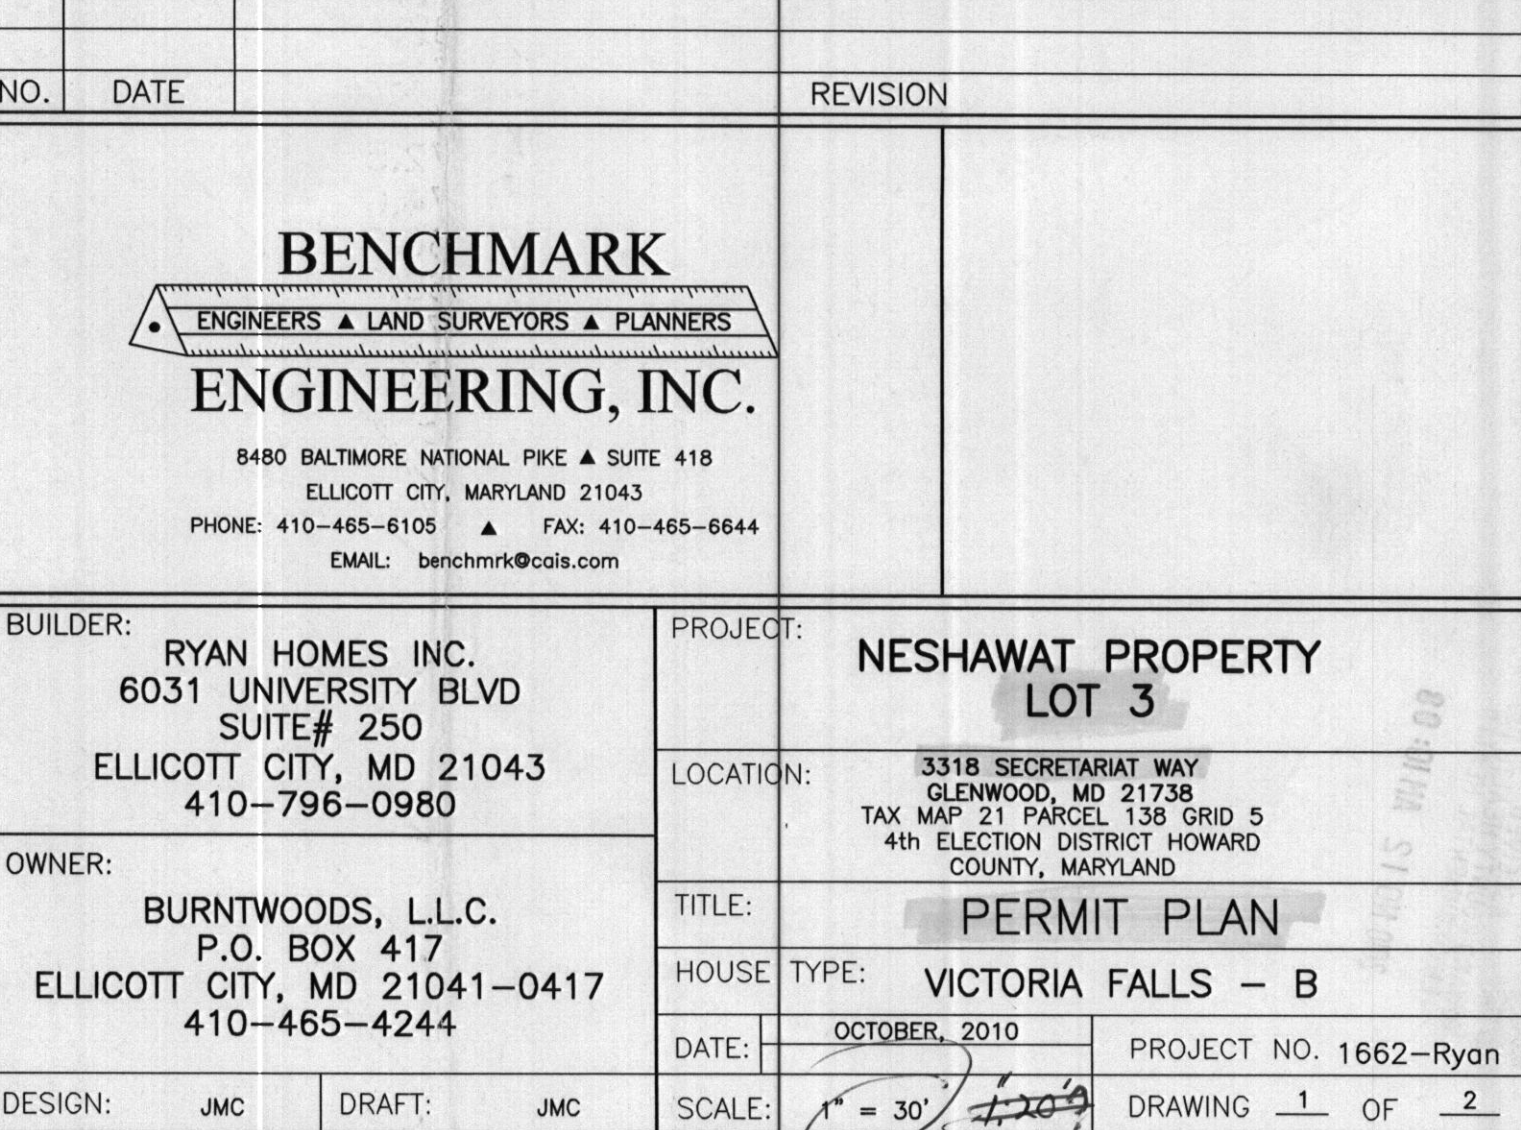 NO. DATE REVISION
BENCHMARK
ENGINEERS ▲ LAND SURVEYORS ▲ PLANNERS
ENGINEERING, INC.
8480 BALTIMORE NATIONAL PIKE ▲ SUITE 418
ELLICOTT CITY, MARYLAND 21043
PHONE: 410-465-6105 ▲ FAX: 410-465-6644
EMAIL: benchmrk@cais.com
BUILDER:
RYAN HOMES INC.
6031 UNIVERSITY BLVD
SUITE# 250
ELLICOTT CITY, MD 21043
410-796-0980
OWNER:
BURNTWOODS, L.L.C.
P.O. BOX 417
ELLICOTT CITY, MD 21041-0417
410-465-4244
DESIGN: JMC DRAFT: JMC
PROJECT:
NESHAWAT PROPERTY
LOT 3
LOCATION:
3318 SECRETARIAT WAY
GLENWOOD, MD 21738
TAX MAP 21 PARCEL 138 GRID 5
4th ELECTION DISTRICT HOWARD
COUNTY, MARYLAND
TITLE: PERMIT PLAN
HOUSE TYPE: VICTORIA FALLS - B
DATE: OCTOBER, 2010
PROJECT NO. 1662-Ryan
SCALE: 1" = 30'
DRAWING 1 OF 2